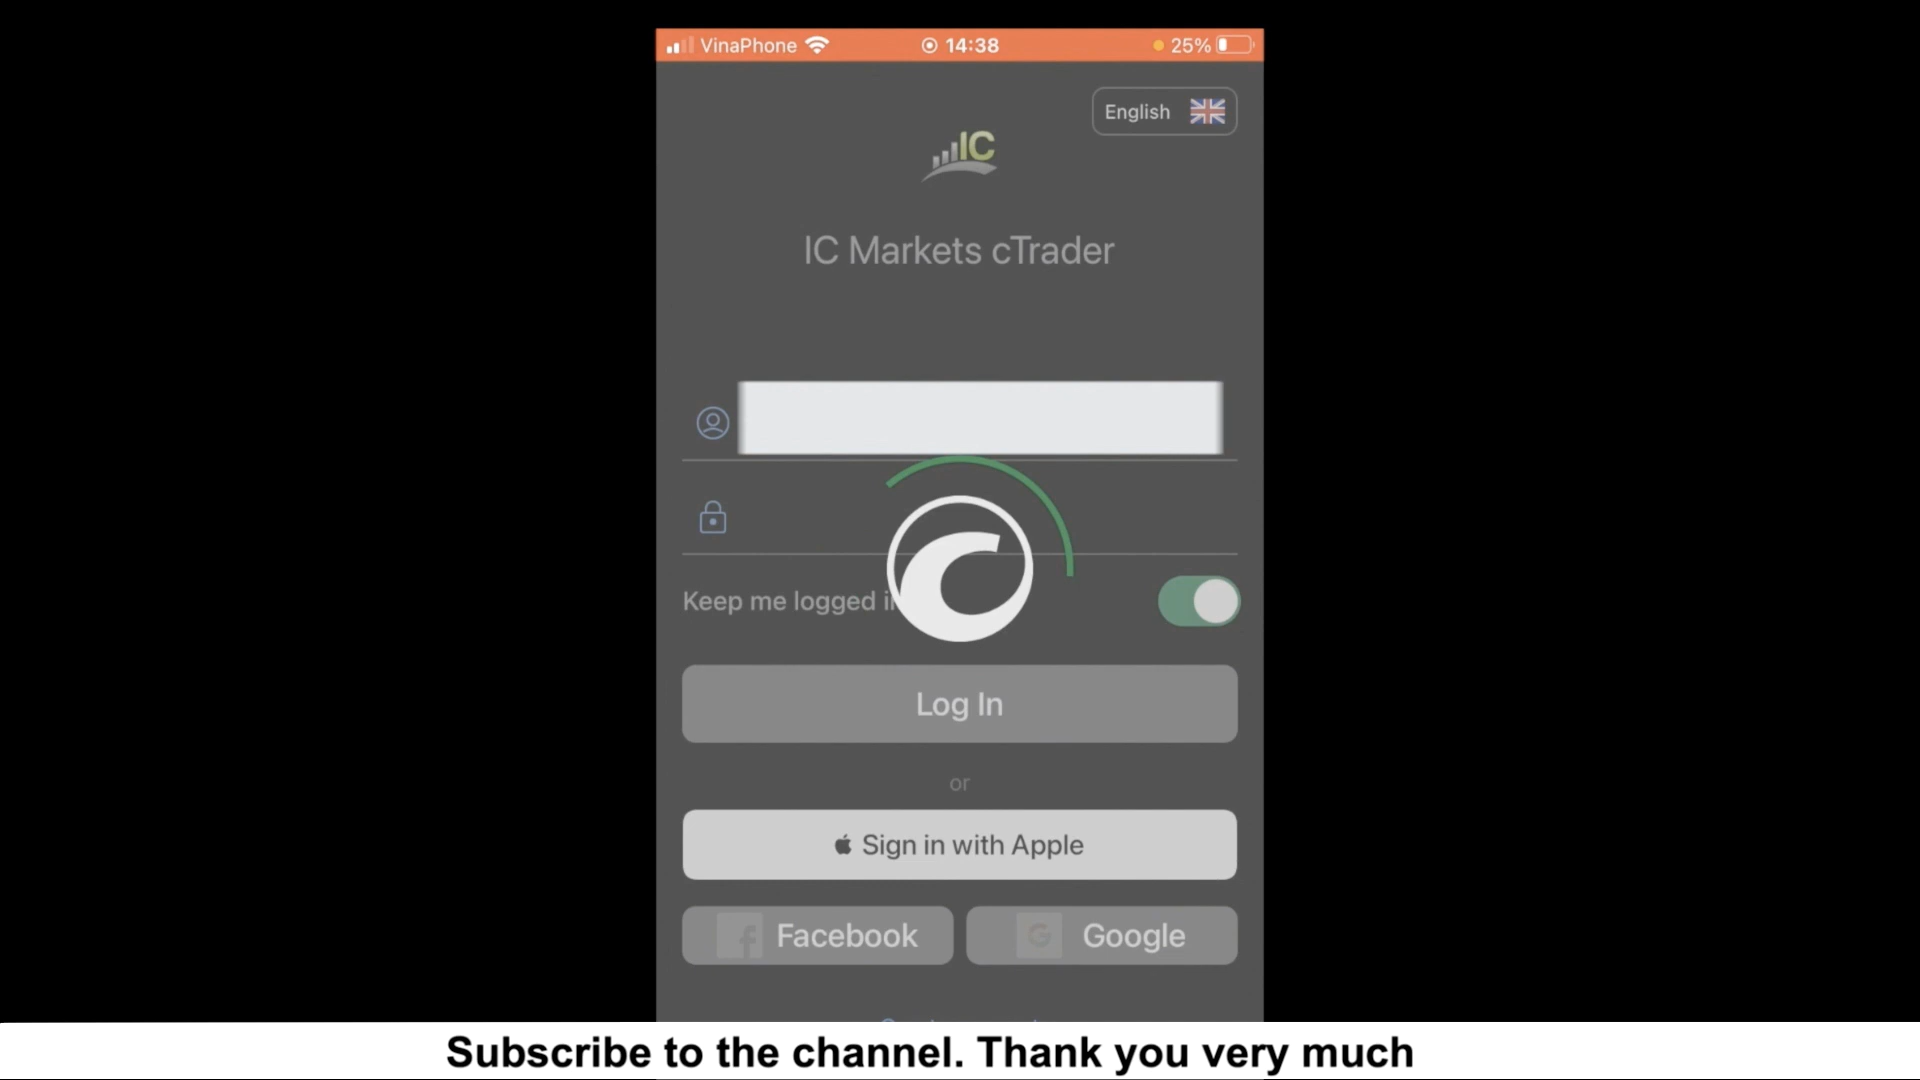 VinaPhone 14:38 25%
English
IC
IC Markets cTrader
Keep me logged
Log In
or
Sign in with Apple
Facebook
Google
Subscribe to the channel. Thank you very much